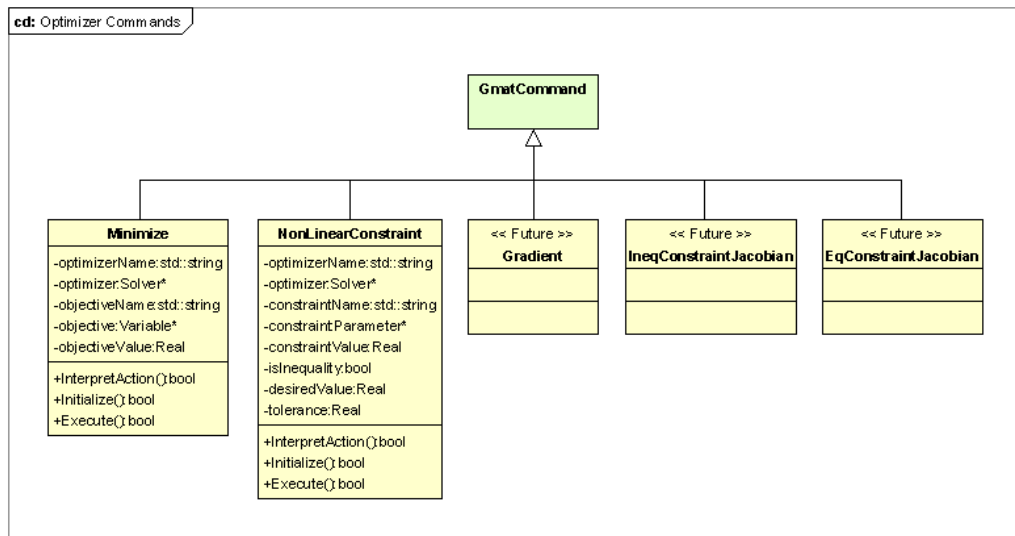 cd: Optimizer Commands
GmatCommand
Minimize
-optimizerName:std::string
-optimizer:Solver*
-objectiveName:std::string
-objective:Variable*
-objectiveValue:Real
+InterpretAction():bool
+Initialize():bool
+Execute():bool
NonLinearConstraint
-optimizerName:std::string
-optimizer:Solver*
-constraintName:std::string
-constraint:Parameter*
-constraintValue:Real
-isInequality:bool
-desiredValue:Real
-tolerance:Real
+InterpretAction():bool
+Initialize():bool
+Execute():bool
<< Future >>
Gradient
<< Future >>
IneqConstraintJacobian
<< Future >>
EqConstraintJacobian